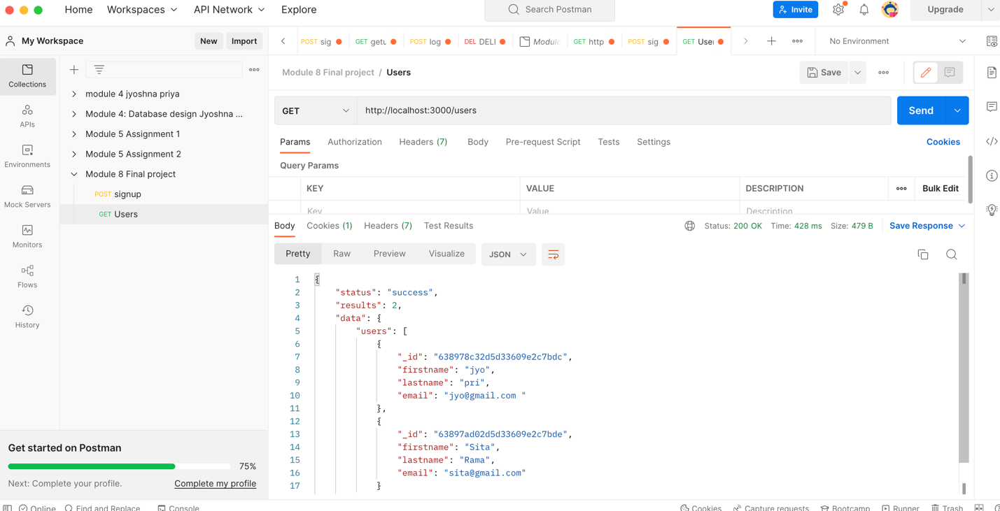 Home Workspaces API Network Explore Search Postman Invite Upgrade
My Workspace New Import
POST sig GET getu POST log DEL DELI Module GET http POST sig GET User No Environment
Collections
APIs
Environments
Mock Servers
Monitors
Flows
History
module 4 jyoshna priya
Module 4: Database design Jyoshna ...
Module 5 Assignment 1
Module 5 Assignment 2
Module 8 Final project
POST signup
GET Users
Get started on Postman
75%
Next: Complete your profile. Complete my profile
Module 8 Final project / Users Save
GET http://localhost:3000/users Send
Params Authorization Headers (7) Body Pre-request Script Tests Settings Cookies
Query Params
KEY VALUE DESCRIPTION Bulk Edit
Key Value Description
Body Cookies (1) Headers (7) Test Results Status: 200 OK Time: 428 ms Size: 479 B Save Response
Pretty Raw Preview Visualize JSON
1 {
2 "status": "success",
3 "results": 2,
4 "data": {
5 "users": [
6 {
7 "_id": "638978c32d5d33609e2c7bdc",
8 "firstname": "jyo",
9 "lastname": "pri",
10 "email": "jyo@gmail.com "
11 },
12 {
13 "_id": "63897ad02d5d33609e2c7bde",
14 "firstname": "Sita",
15 "lastname": "Rama",
16 "email": "sita@gmail.com"
17 }
Online Find and Replace Console Cookies Capture requests Bootcamp Runner Trash